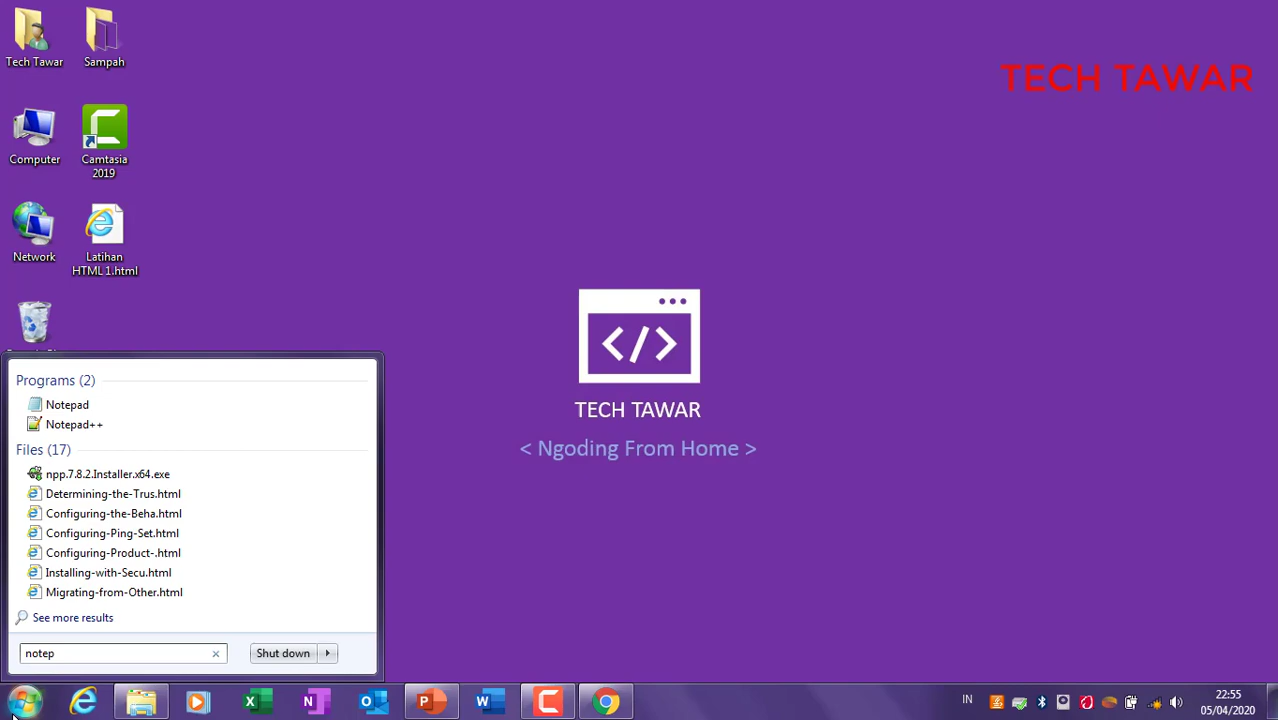 Tech Tawar
Sampah
TECH TAWAR
Computer
Camtasia
2019
Network
Latihan
HTML 1.html
TECH TAWAR
< Ngoding From Home >
Programs (2)
Notepad
Notepad++
Files (17)
npp.7.8.2.Installer.x64.exe
Determining-the-Trus.html
Configuring-the-Beha.html
Configuring-Ping-Set.html
Configuring-Product-.html
Installing-with-Secu.html
Migrating-from-Other.html
See more results
notep
Shut down
IN
22:55
05/04/2020